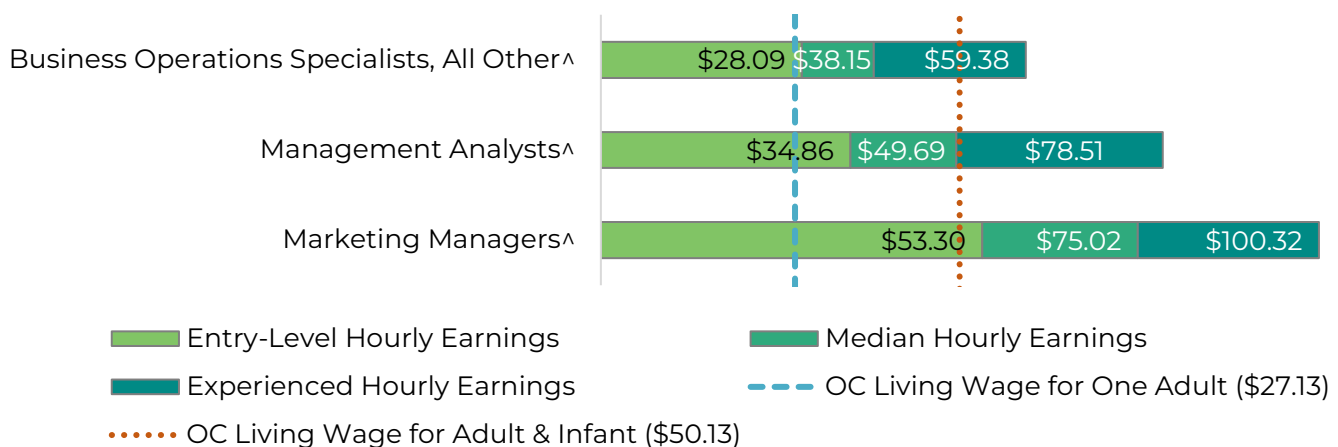 Business Operations Specialists, All Other^ $28.09 $38.15 $59.38
Management Analysts^ $34.86 $49.69 $78.51
Marketing Managers^ $53.30 $75.02 $100.32
Entry-Level Hourly Earnings Median Hourly Earnings
Experienced Hourly Earnings OC Living Wage for One Adult ($27.13)
OC Living Wage for Adult & Infant ($50.13)